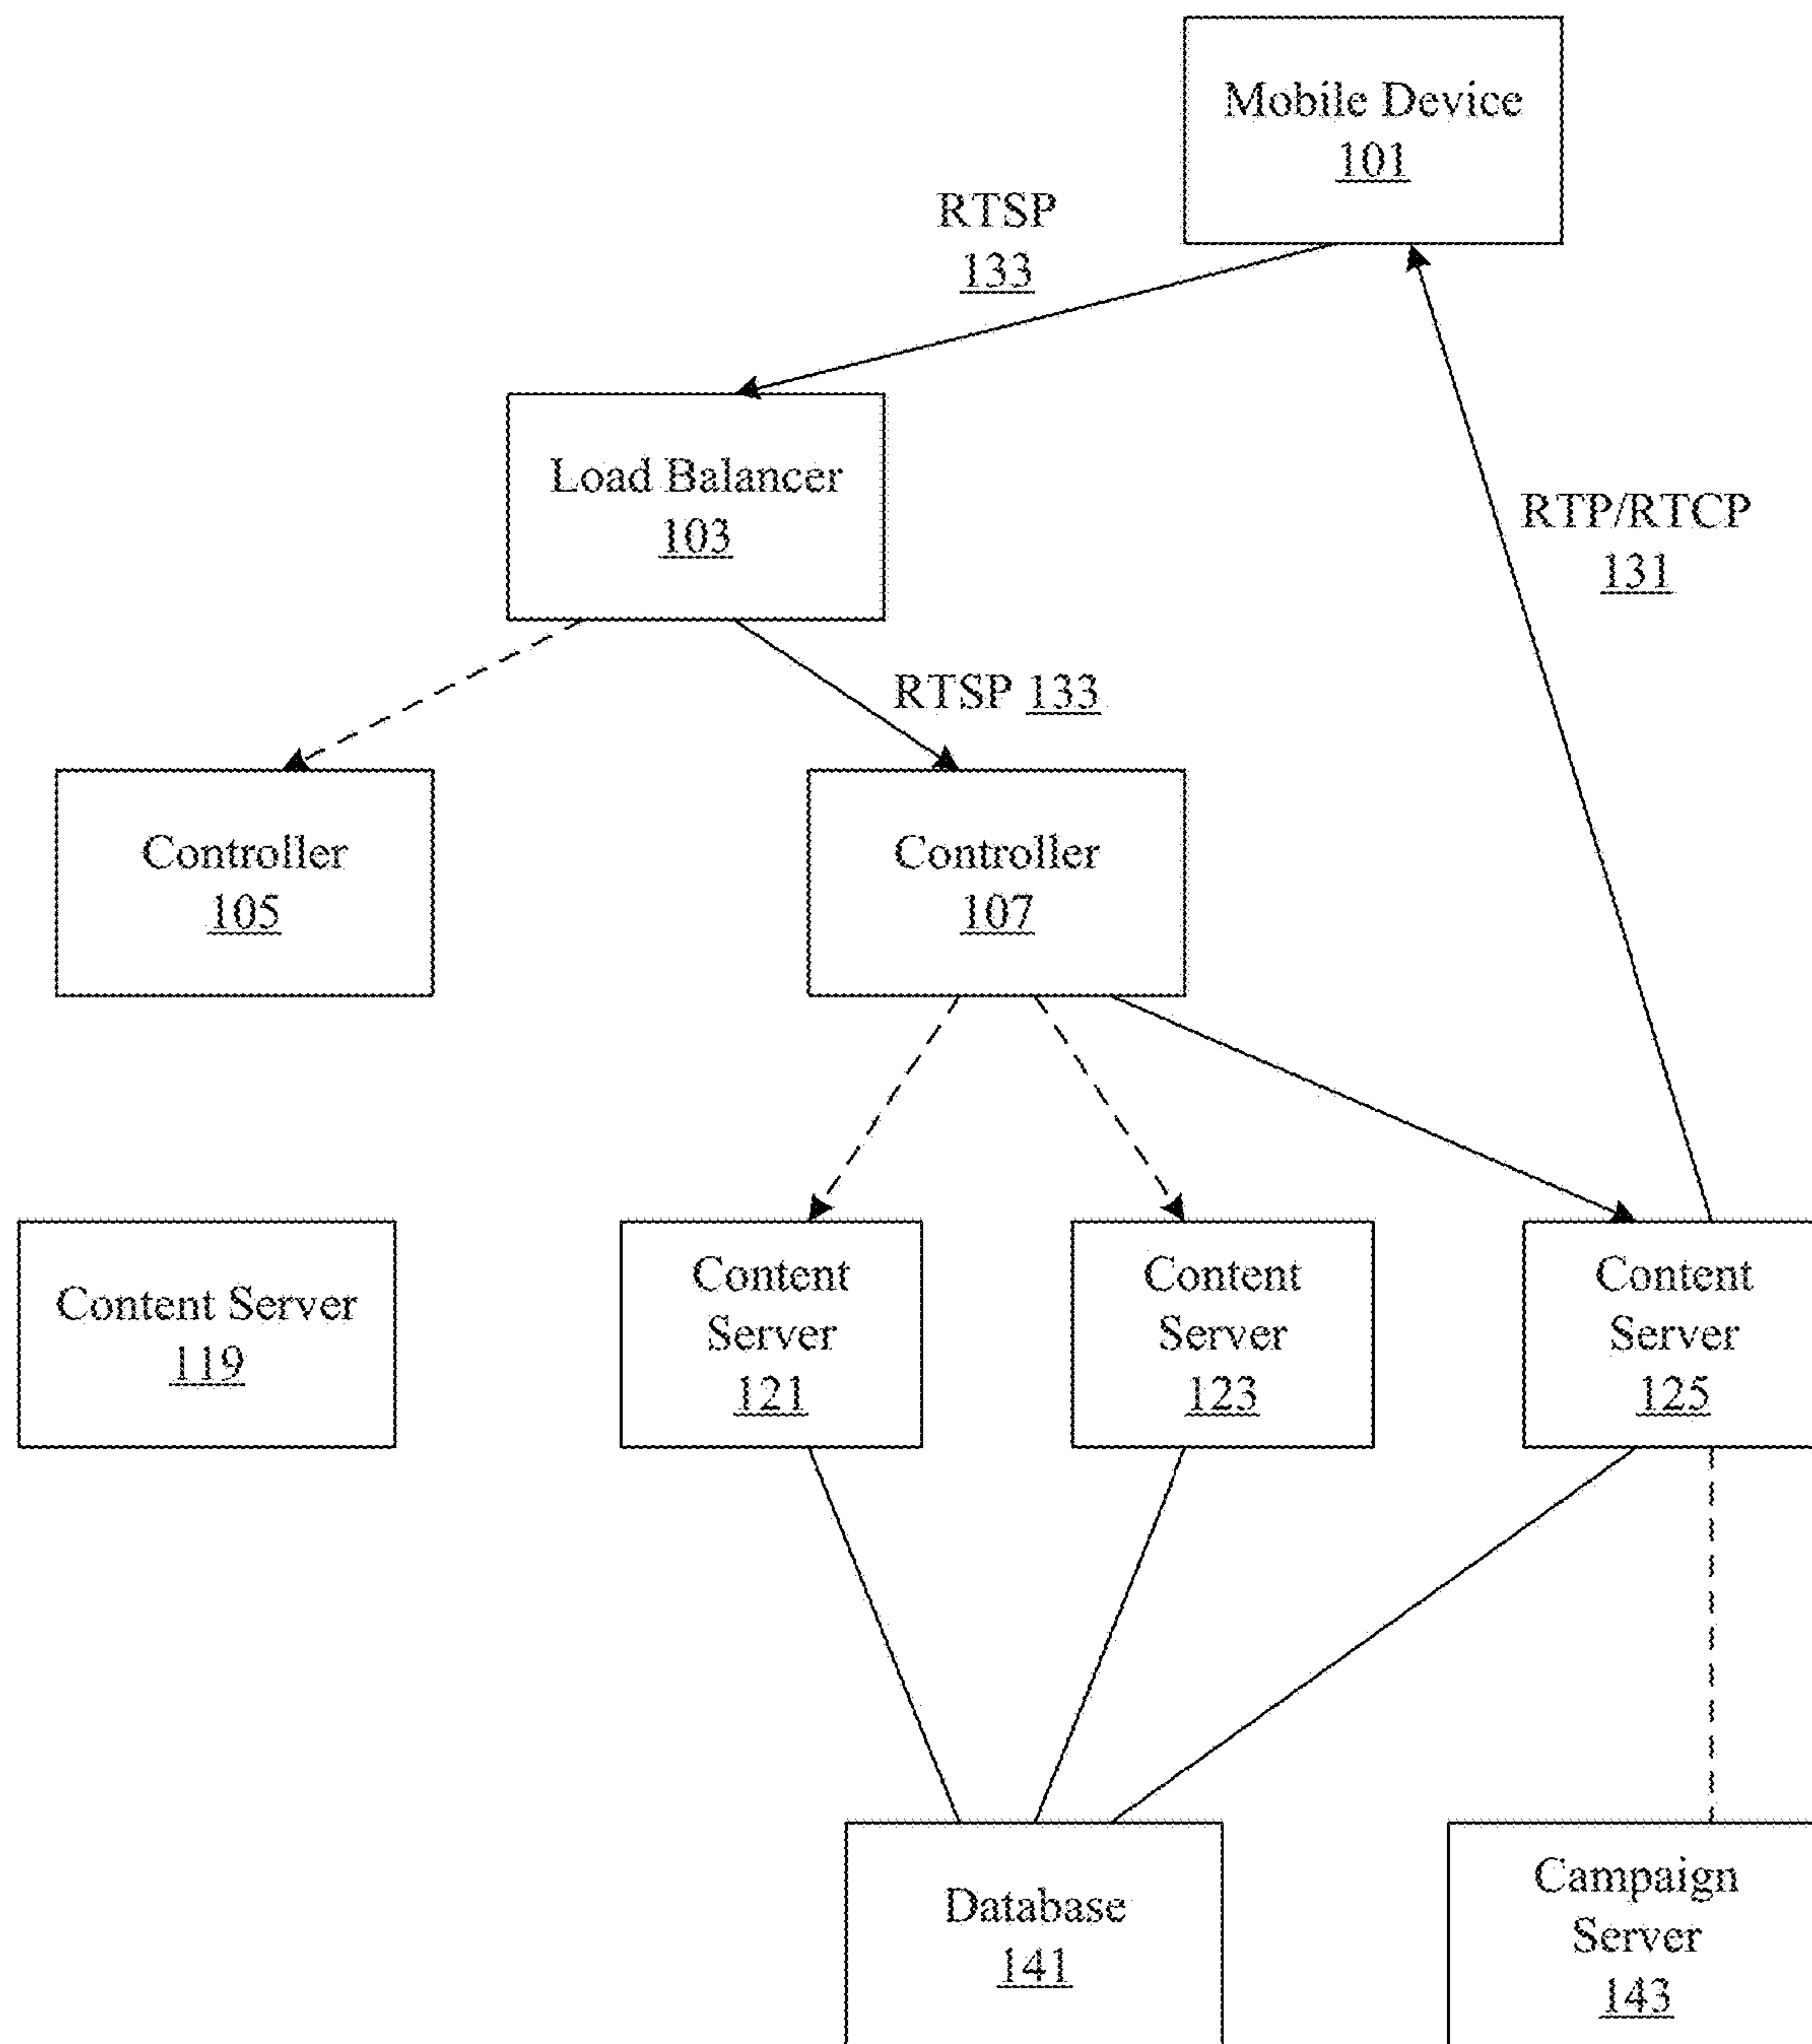 Mobile Device
101
RTSP
133
Load Balancer
103
RTP/RTCP
131
RTSP 133
Controller
105
Controller
107
Content Server
119
Content
Server
121
Content
Server
123
Content
Server
125
Database
141
Campaign
Server
143